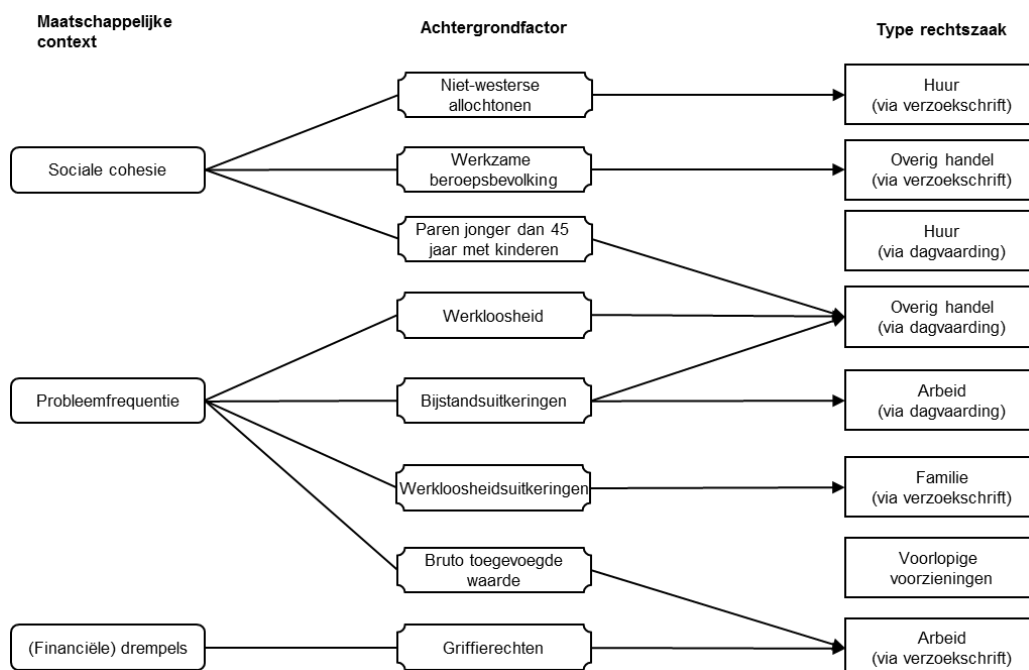 Maatschappelijke
context
Achtergrondfactor
Type rechtszaak
Niet-westerse
allochtonen
Huur
(via verzoekschrift)
Sociale cohesie
Werkzame
beroepsbevolking
Overig handel
(via verzoekschrift)
Paren jonger dan 45
jaar met kinderen
Huur
(via dagvaarding)
Werkloosheid
Overig handel
(via dagvaarding)
Probleemfrequentie
Bijstandsuitkeringen
Arbeid
(via dagvaarding)
Werkloosheidsuitkeringen
Familie
(via verzoekschrift)
Bruto toegevoegde
waarde
Voorlopige
voorzieningen
(Financiële) drempels
Griffierechten
Arbeid
(via verzoekschrift)